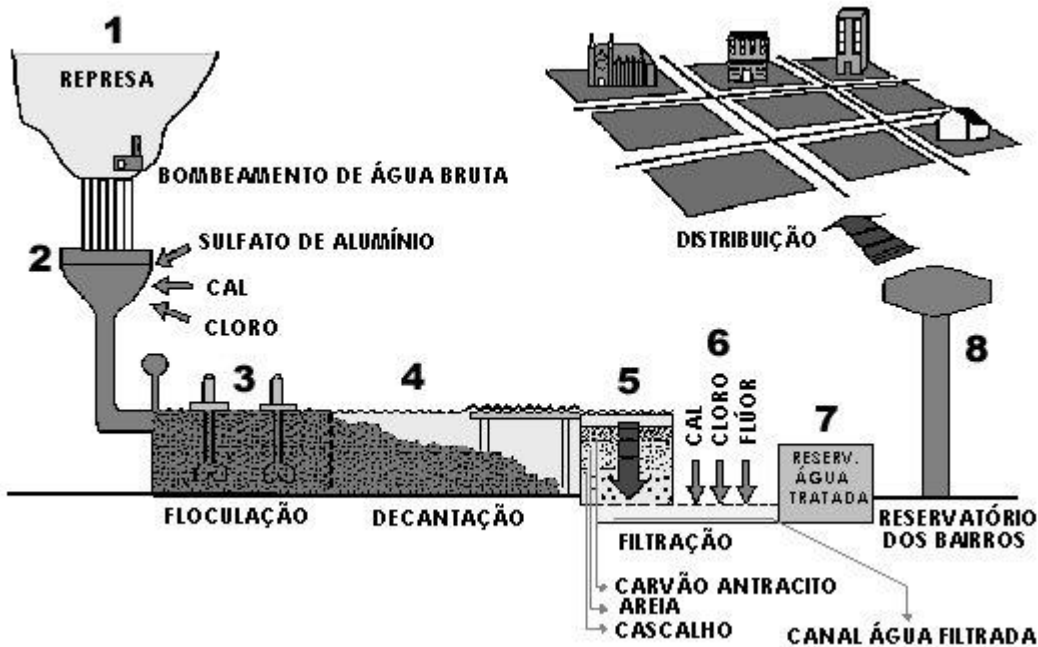 1
REPRESA
BOMBEAMENTO DE ÁGUA BRUTA
2
SULFATO DE ALUMÍNIO
CAL
CLORO
3
FLOCULAÇÃO
4
DECANTAÇÃO
5
FILTRAÇÃO
CARVÃO ANTRACITO
AREIA
CASCALHO
6
CAL
CLORO
FLÚOR
CANAL ÁGUA FILTRADA
7
RESERV.
ÁGUA
TRATADA
8
RESERVATÓRIO
DOS BAIRROS
DISTRIBUIÇÃO